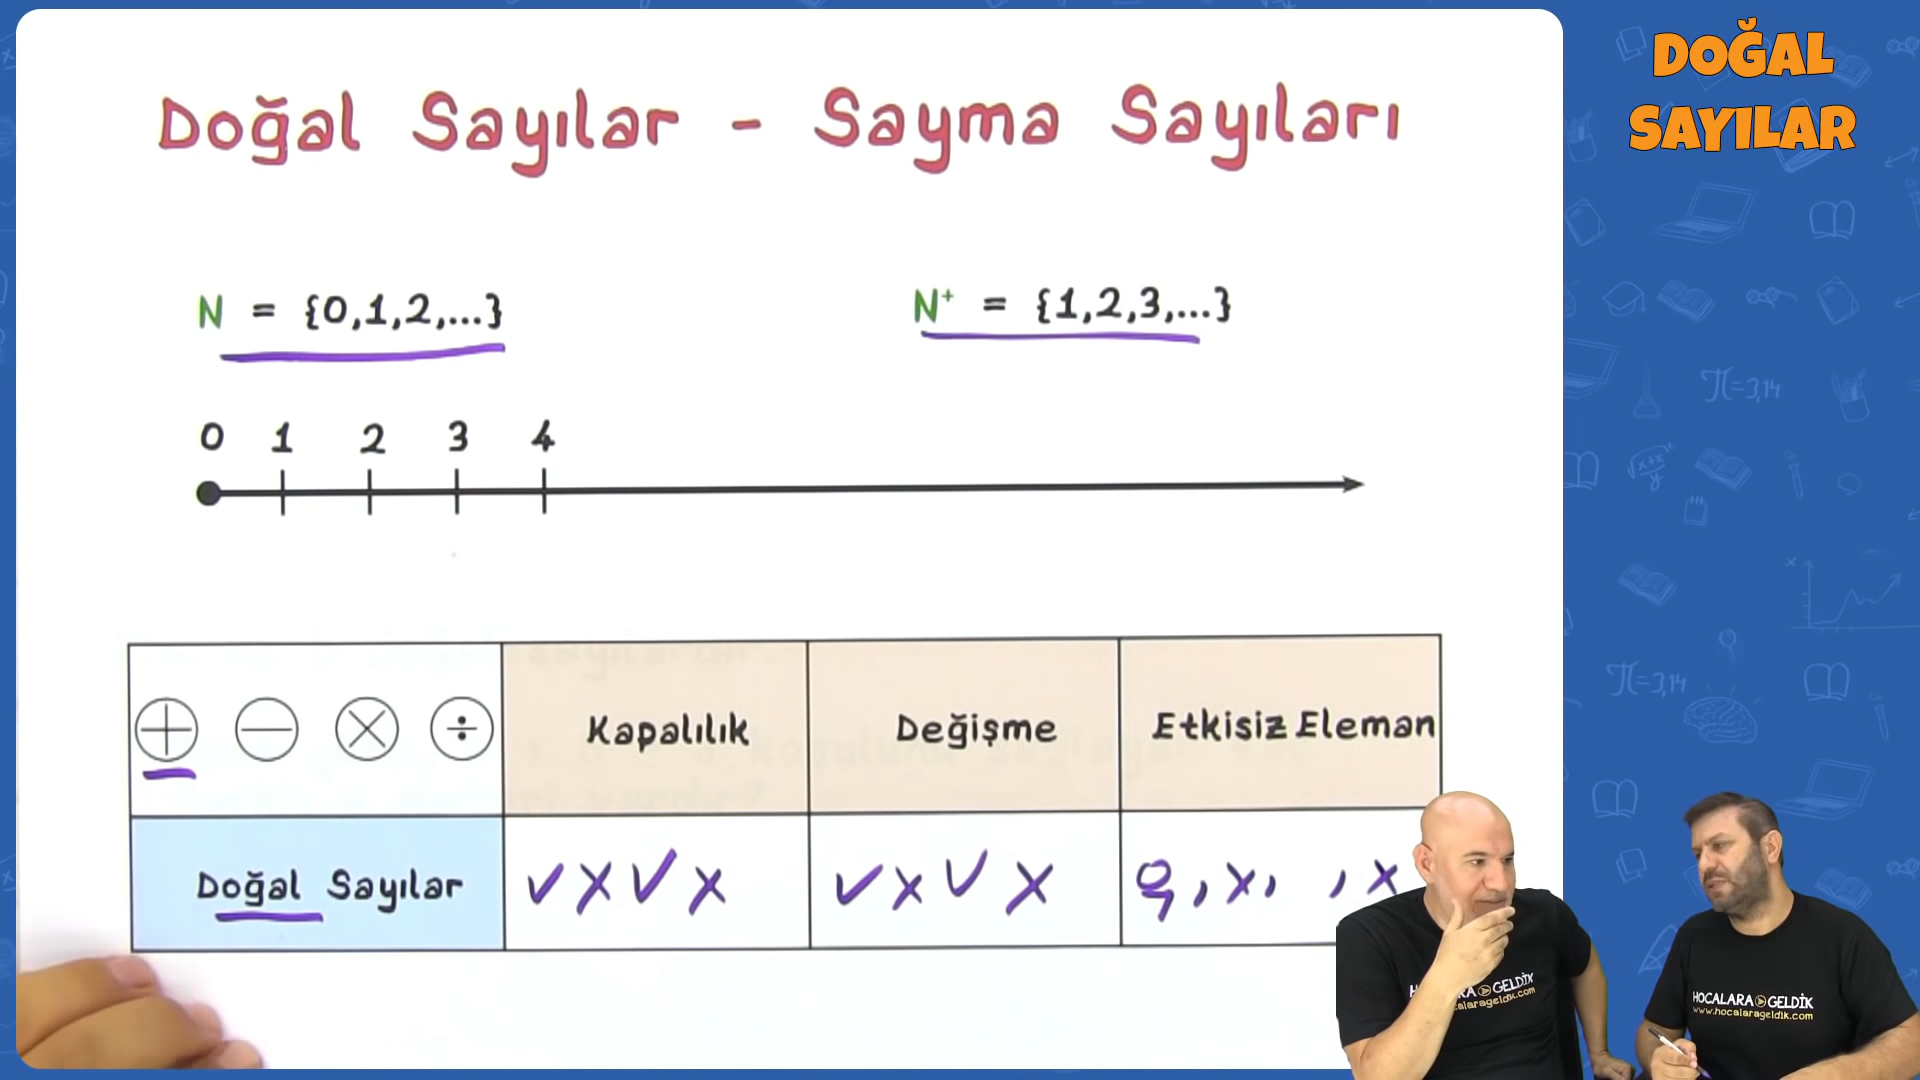 DOĞAL
SAYILAR
Doğal Sayılar - Sayma Sayıları
N = {0,1,2,...}
N⁺ = {1,2,3,...}
0 1 2 3 4
+ − × ÷
Kapalılık
Değişme
Etkisiz Eleman
Doğal Sayılar
✓ X ✓ X
✓ X ✓ X
0, , X, , X
π=3,14
π=3,14
HOCALARA GELDİK
www.hocalarageldik.com